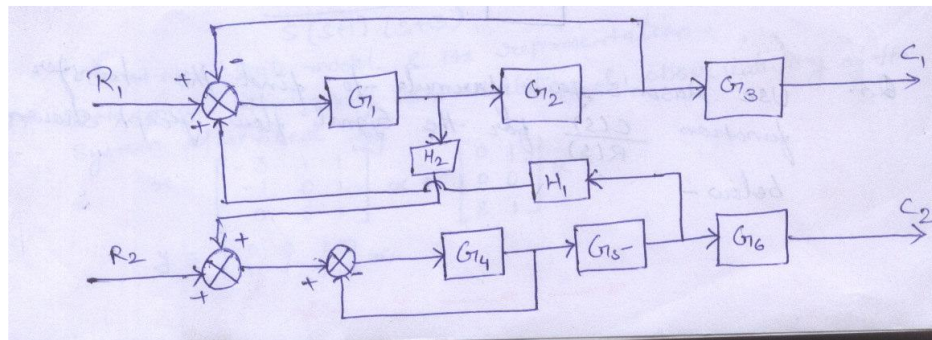 R1 + - + G1 G2 G3 C1
H2
H1
R2 + + + - G4 G5 G6 C2